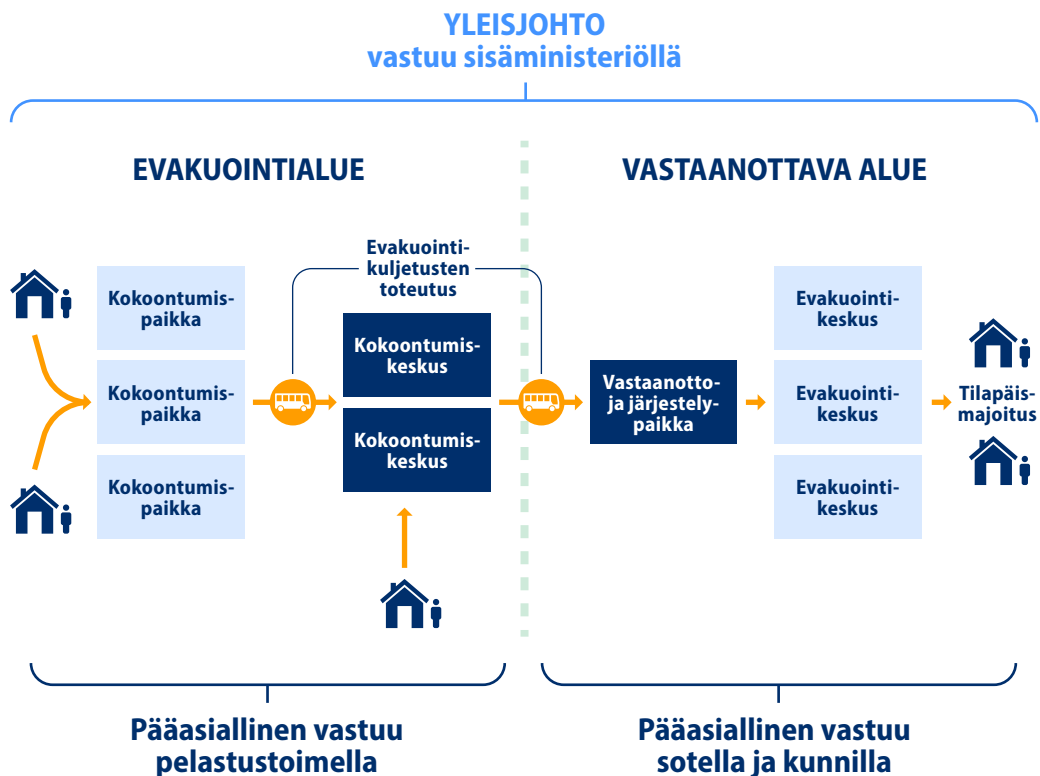 YLEISJOHTO
vastuu sisäministeriöllä
EVAKUOINTIALUE
VASTAANOTTAVA ALUE
Kokoontumis-
paikka
Kokoontumis-
paikka
Kokoontumis-
paikka
Evakuointi-
kuljetusten
toteutus
Kokoontumis-
keskus
Kokoontumis-
keskus
Vastaanotto-
ja järjestely-
paikka
Evakuointi-
keskus
Evakuointi-
keskus
Evakuointi-
keskus
Tilapäis-
majoitus
Pääasiallinen vastuu
pelastustoimella
Pääasiallinen vastuu
sotella ja kunnilla